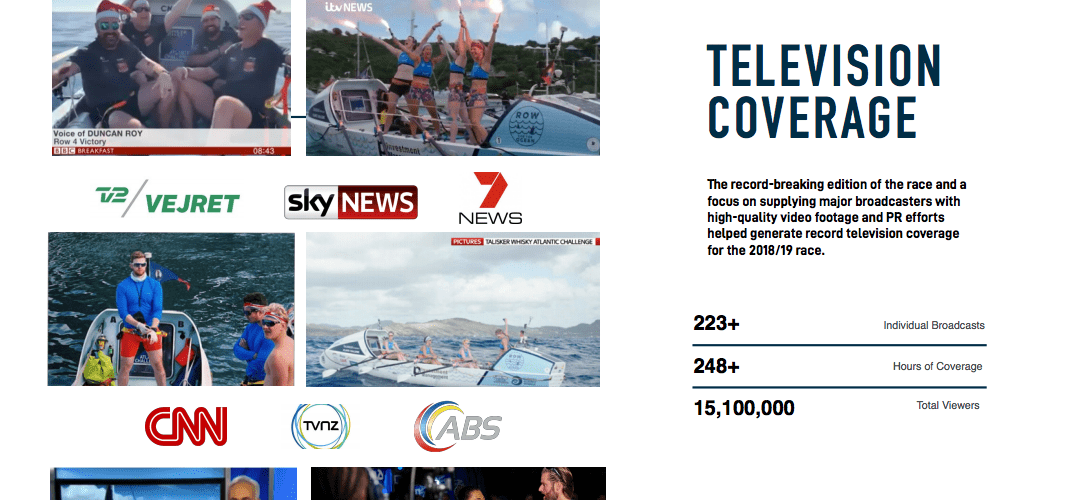 itv NEWS
Voice of DUNCAN ROY
Row 4 Victory
BBC BREAKFAST
08:43
ROW
OCEAN
Investment
TELEVISION
COVERAGE
The record-breaking edition of the race and a
focus on supplying major broadcasters with
high-quality video footage and PR efforts
helped generate record television coverage
for the 2018/19 race.
TV2/VEJRET
sky NEWS
7
NEWS
PICTURES TALISKER WHISKY ATLANTIC CHALLENGE
ROW
223+ Individual Broadcasts
248+ Hours of Coverage
15,100,000 Total Viewers
CNN
TVNZ
ABS